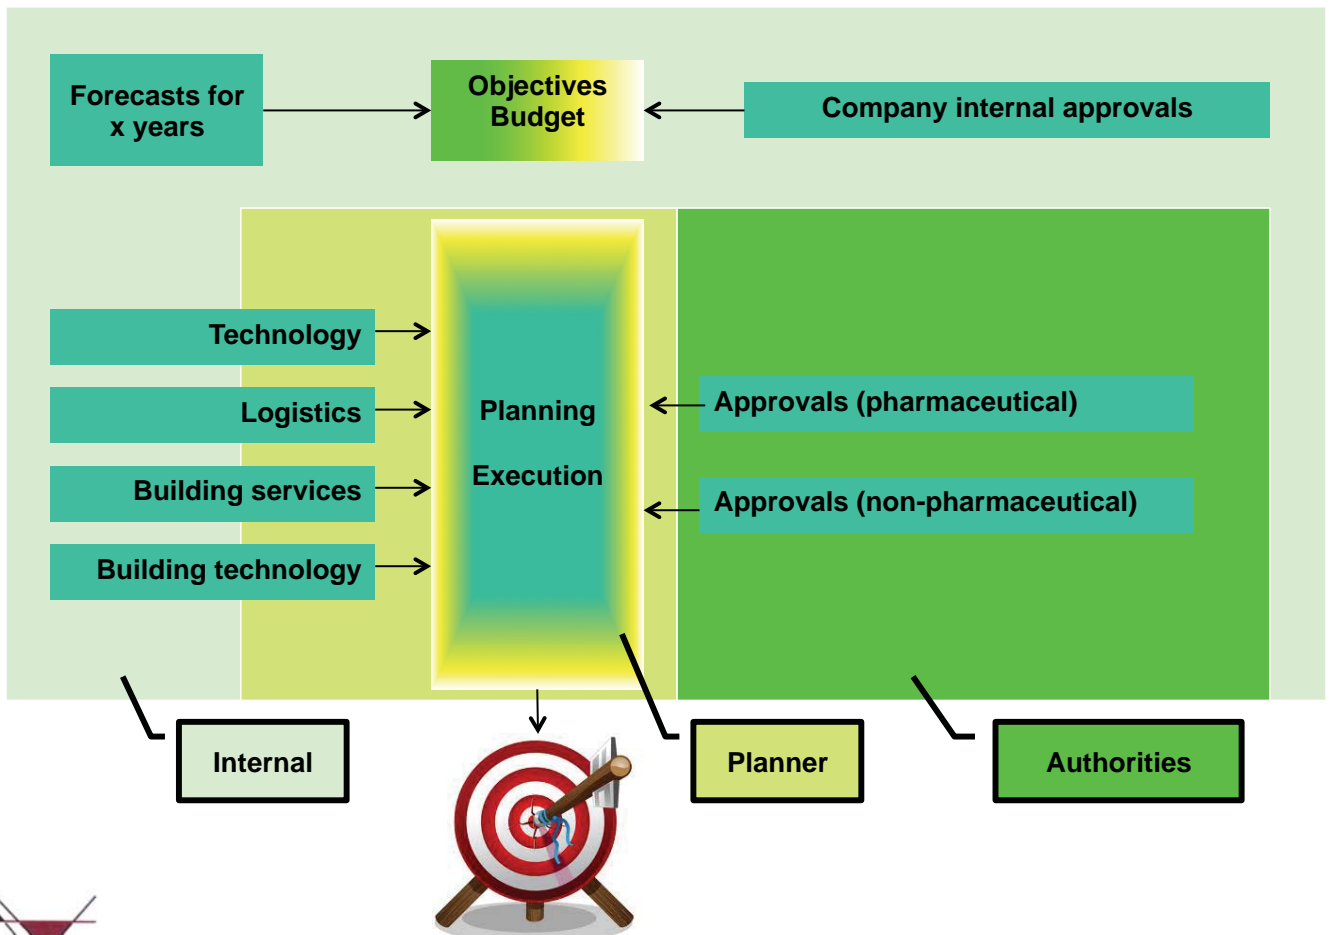 Forecasts for
x years
Objectives
Budget
Company internal approvals
Technology
Logistics
Building services
Building technology
Planning
Execution
Approvals (pharmaceutical)
Approvals (non-pharmaceutical)
Internal
Planner
Authorities